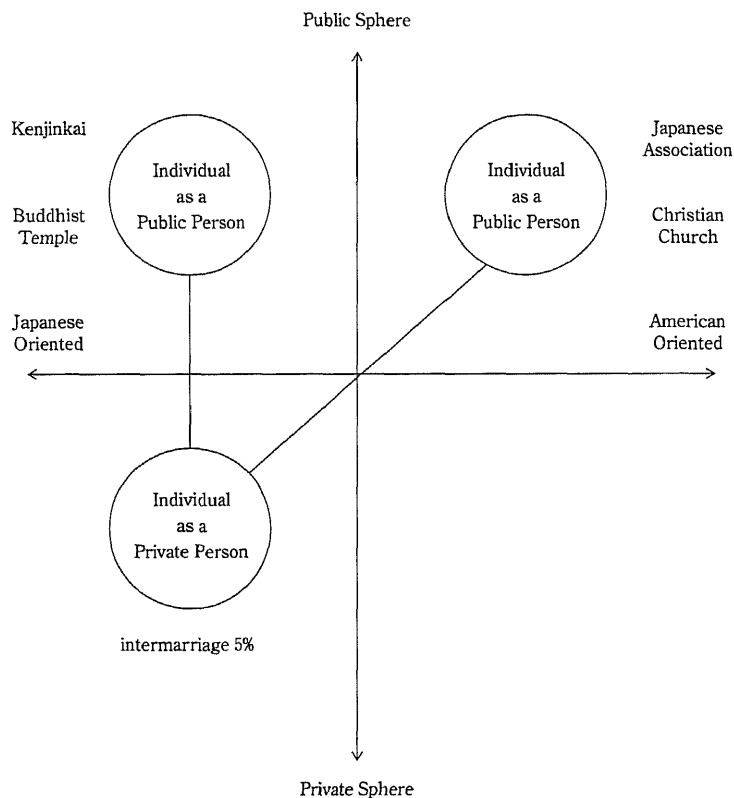 Public Sphere
Kenjinkai
Buddhist
Temple
Japanese
Oriented
Individual
as a
Public Person
Individual
as a
Public Person
Japanese
Association
Christian
Church
American
Oriented
Individual
as a
Private Person
intermarriage 5%
Private Sphere